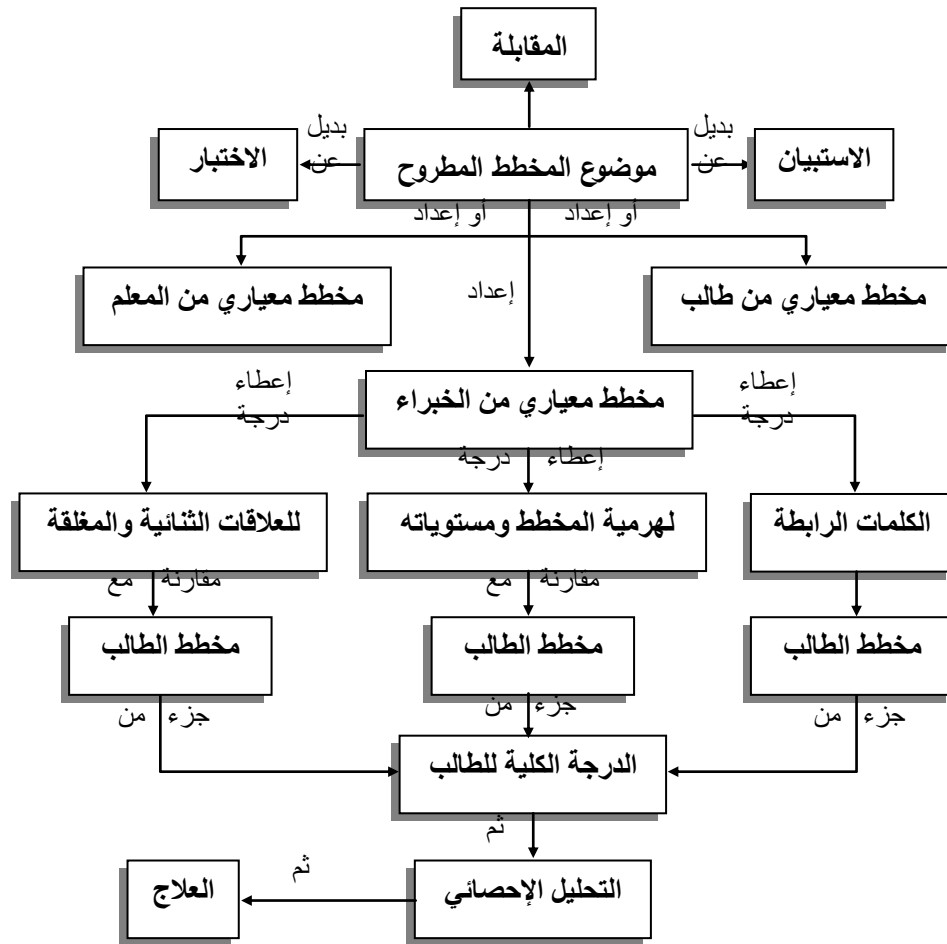 المقابلة
بديل
عن
بديل
عن
الاستبيان
موضوع المخطط المطروح
الاختبار
أو إعداد
أو إعداد
مخطط معياري من طالب
إعداد
مخطط معياري من المعلم
إعطاء
درجة
مخطط معياري من الخبراء
إعطاء
درجة
إعطاء درجة
الكلمات الرابطة
لهرمية المخطط ومستوياته
للعلاقات الثنائية والمغلقة
مقارنة مع
مقارنة مع
مخطط الطالب
مخطط الطالب
مخطط الطالب
جزء من
جزء من
جزء من
الدرجة الكلية للطالب
ثم
التحليل الإحصائي
ثم
العلاج